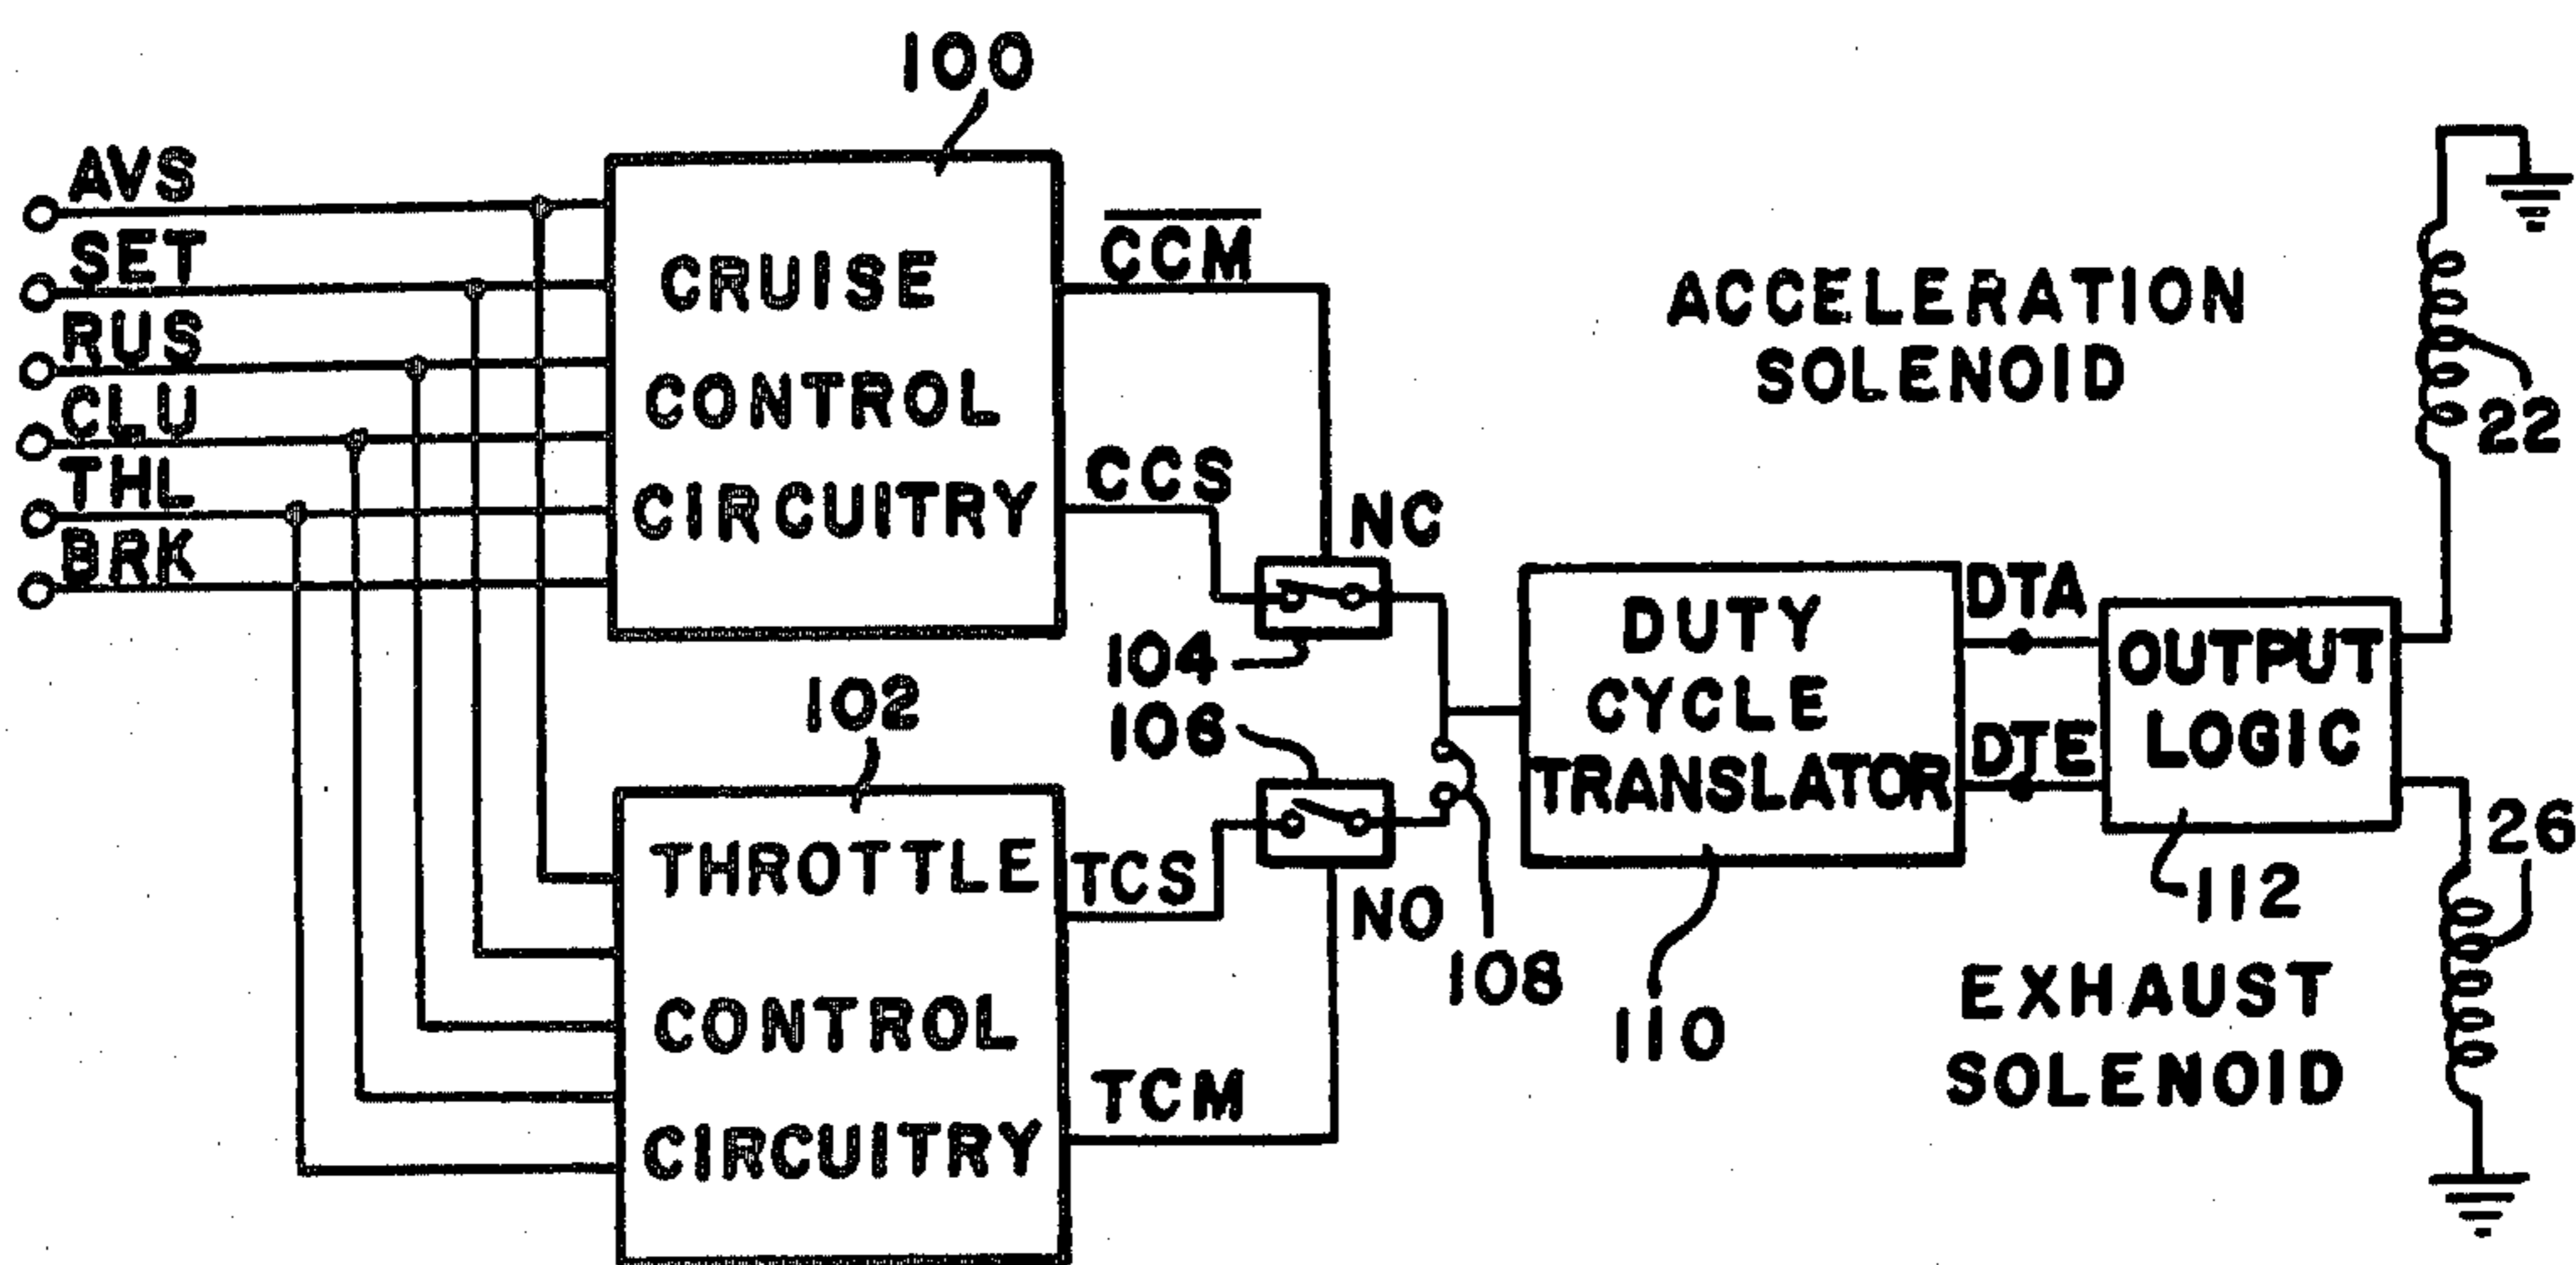 100
AVS
SET
RUS
CLU
THL
BRK
CRUISE
CONTROL
CIRCUITRY
C̅C̅M̅
CCS
NC
104
106
102
THROTTLE
CONTROL
CIRCUITRY
TCS
TCM
NO
108
DUTY
CYCLE
TRANSLATOR
110
DTA
DTE
OUTPUT
LOGIC
112
ACCELERATION
SOLENOID
22
26
EXHAUST
SOLENOID